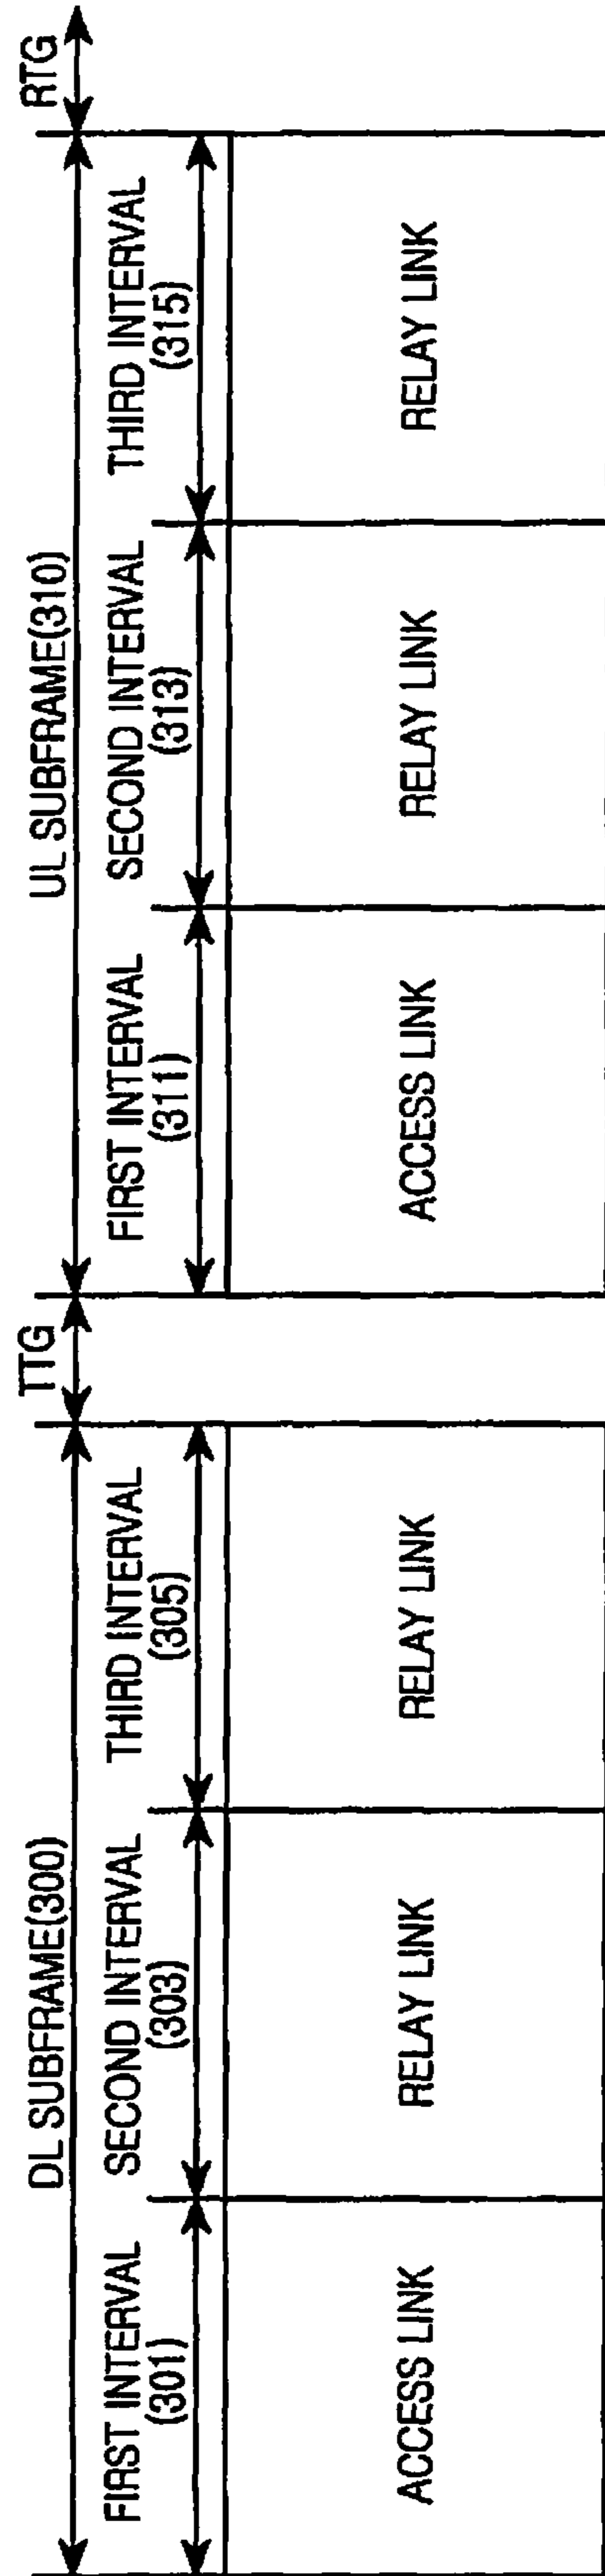 DL SUBFRAME(300)
TTG
UL SUBFRAME(310)
RTG
FIRST INTERVAL
(301)
SECOND INTERVAL
(303)
THIRD INTERVAL
(305)
FIRST INTERVAL
(311)
SECOND INTERVAL
(313)
THIRD INTERVAL
(315)
ACCESS LINK
RELAY LINK
RELAY LINK
ACCESS LINK
RELAY LINK
RELAY LINK